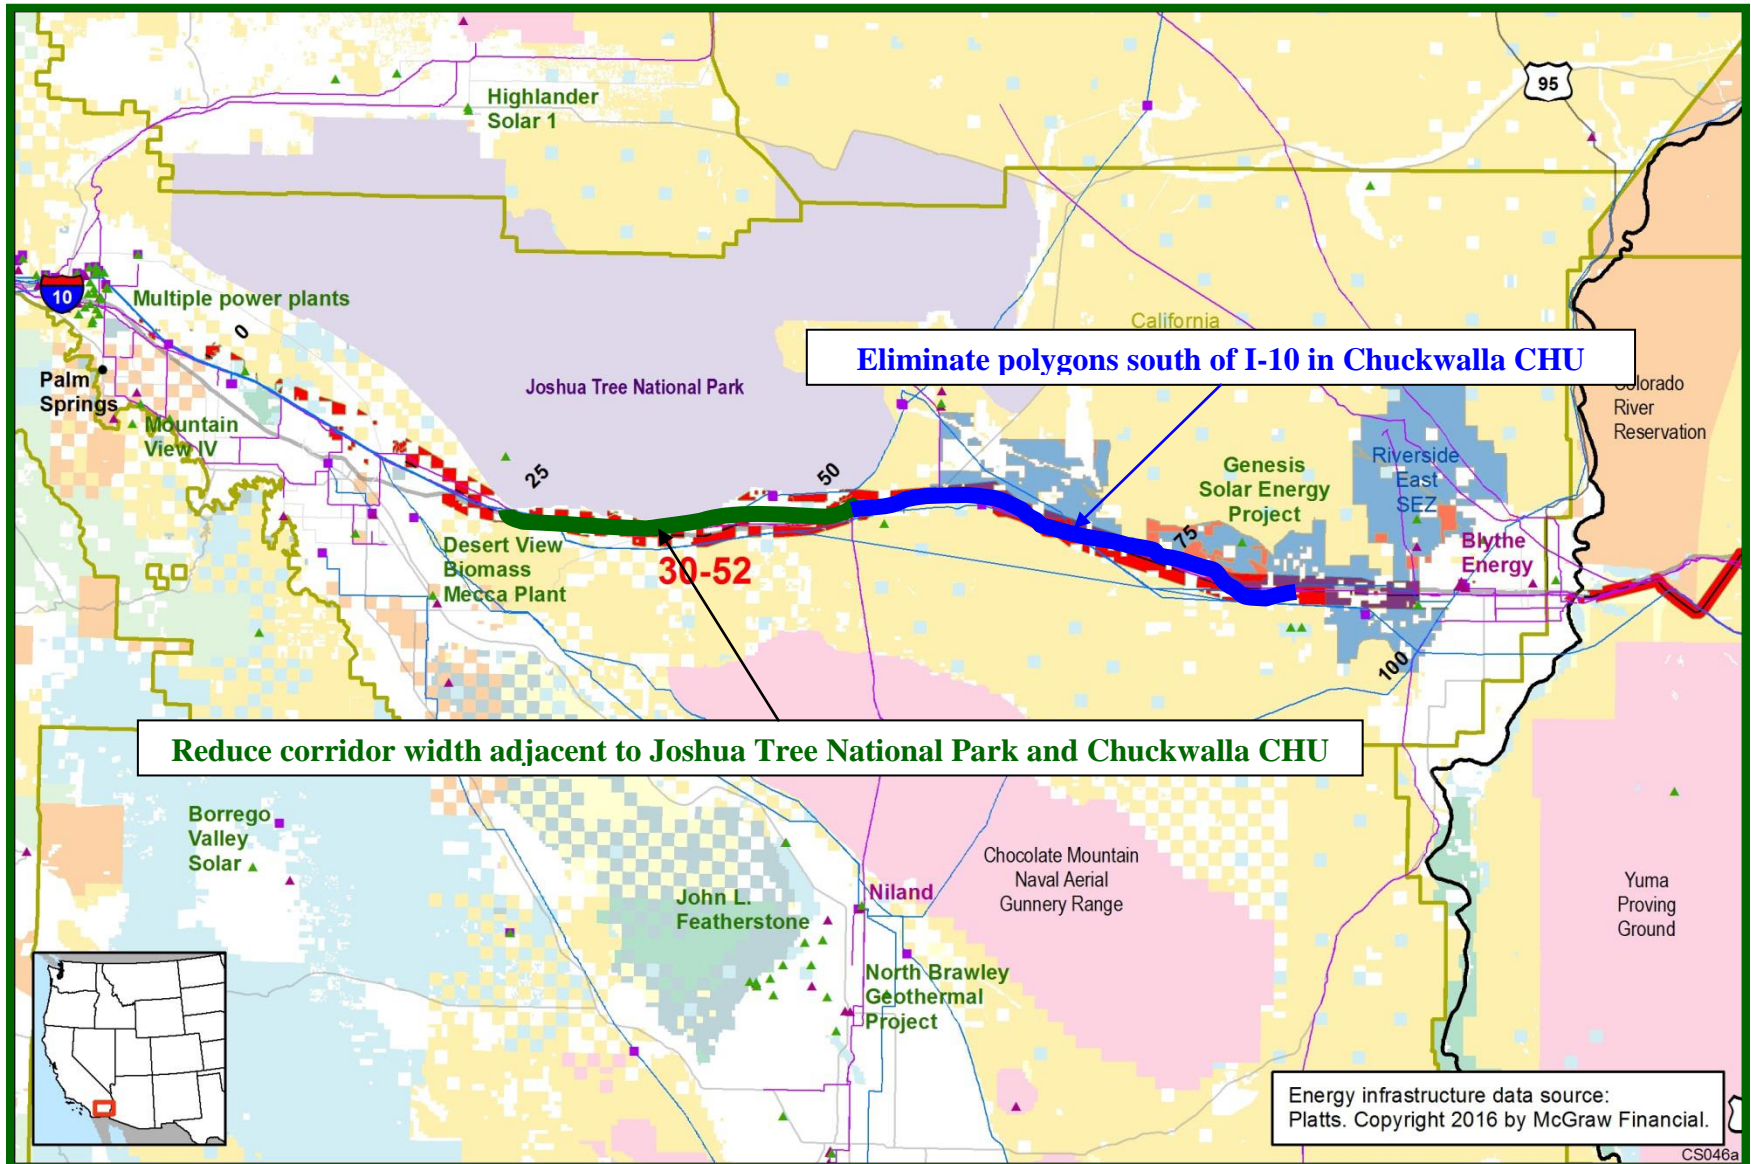 95
Highlander
Solar 1
10
Multiple power plants
0
California
Eliminate polygons south of I-10 in Chuckwalla CHU
Palm
Springs
Joshua Tree National Park
Colorado
River
Reservation
Mountain
View IV
25
50
Genesis
Solar Energy
Project
Riverside
East
SEZ
75
Blythe
Energy
Desert View
Biomass
Mecca Plant
30-52
100
Reduce corridor width adjacent to Joshua Tree National Park and Chuckwalla CHU
Borrego
Valley
Solar
Chocolate Mountain
Naval Aerial
Gunnery Range
John L.
Featherstone
Niland
Yuma
Proving
Ground
North Brawley
Geothermal
Project
Energy infrastructure data source:
Platts. Copyright 2016 by McGraw Financial.
CS046a